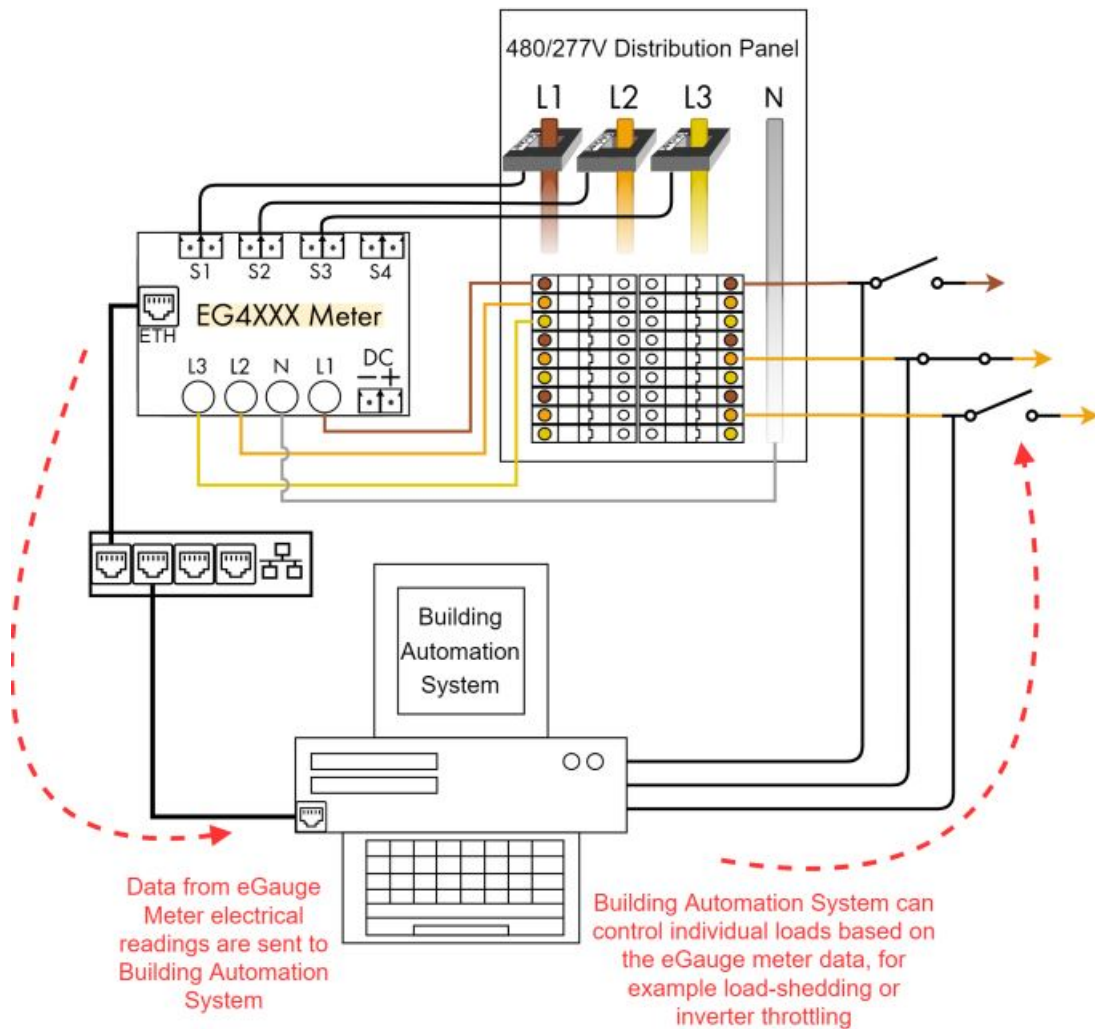 480/277V Distribution Panel
L1
L2
L3
N
S1
S2
S3
S4
EG4XXX Meter
ETH
L3
L2
N
L1
DC
− +
Building
Automation
System
Data from eGauge
Meter electrical
readings are sent to
Building Automation
System
Building Automation System can
control individual loads based on
the eGauge meter data, for
example load-shedding or
inverter throttling